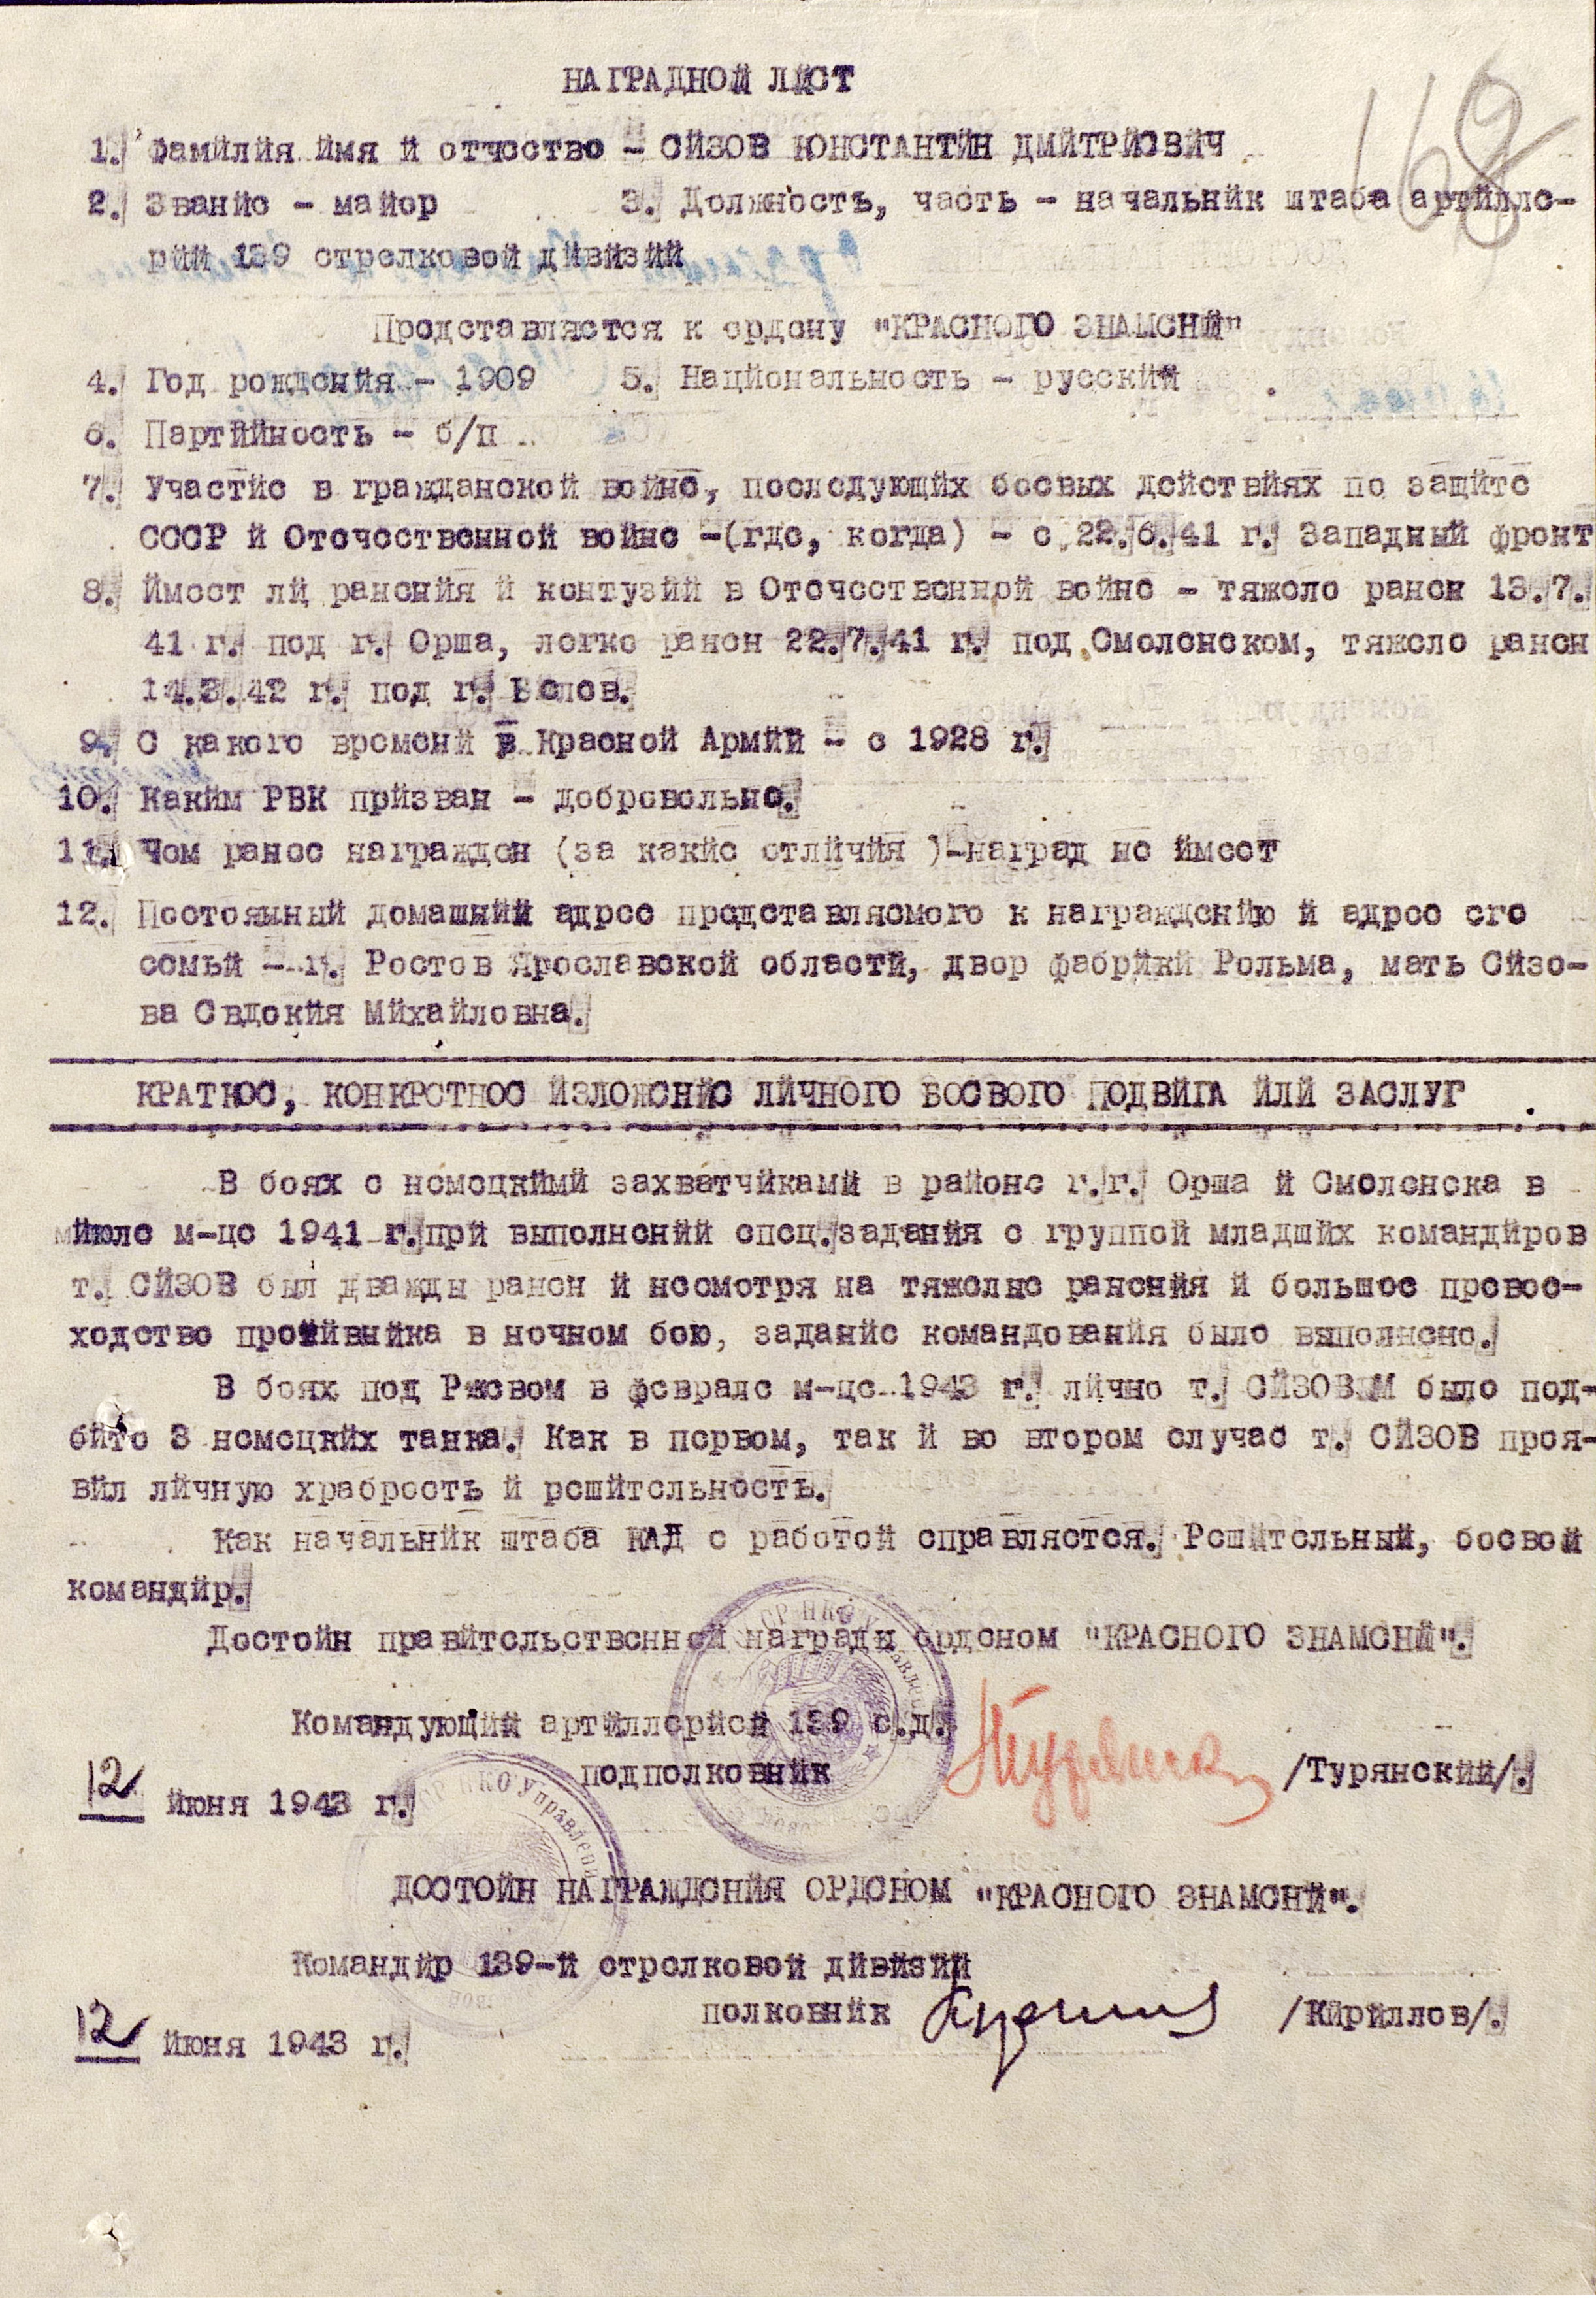 168
НАГРАДНОЙ ЛИСТ
1. Фамилия имя и отчество - СИЗОВ КОНСТАНТИН ДМИТРИЕВИЧ
2. Звание - майор 3. Должность, часть - начальник штаба артилле-
рии 139 стрелковой дивизии
Представляется к ордену "КРАСНОГО ЗНАМЕНИ"
4. Год рождения - 1909 5. Национальность - русский
6. Партийность - б/п
7. Участие в гражданской войне, последующих боевых действиях по защите
СССР и Отечественной войне -(где, когда) - с 22.6.41 г. Западный фронт
8. Имеет ли ранения и контузии в Отечественной войне - тяжело ранен 13.7.
41 г. под г. Орша, легко ранен 22.7.41 г. под Смоленском, тяжело ранен
14.3.42 г. под г. Белов.
9. С какого времени в Красной Армии - с 1928 г.
10. Каким РВК призван - добровольно.
11. Чем ранее награжден (за какие отличия )-наград не имеет
12. Постоянный домашний адрес представляемого к награждению и адрес его
семьи - г. Ростов Ярославской области, двор фабрики Рольма, мать Сизо-
ва Евдокия Михайловна.
КРАТКОЕ, КОНКРЕТНОЕ ИЗЛОЖЕНИЕ ЛИЧНОГО БОЕВОГО ПОДВИГА ИЛИ ЗАСЛУГ
В боях с немецкими захватчиками в районе г.г. Орша и Смоленска в
июле м-це 1941 г.при выполнении спец.задания с группой младших командиров
т. СИЗОВ был дважды ранен и несмотря на тяжелые ранения и большое превос-
ходство противника в ночном бою, задание командования было выполнено.
В боях под Ржевом в феврале м-це 1943 г. лично т. СИЗОВЫМ было под-
бито 3 немецких танка. Как в первом, так и во втором случае т. СИЗОВ проя-
вил личную храбрость и решительность.
Как начальник штаба КАД с работой справляется. Решительный, боевой
командир.
Достоин правительственной награды орденом "КРАСНОГО ЗНАМЕНИ".
Командующий артиллерией 139 с.д.
подполковник /Турянский/.
12 июня 1943 г.
ДОСТОИН НАГРАЖДЕНИЯ ОРДЕНОМ "КРАСНОГО ЗНАМЕНИ".
Командир 139-й стрелковой дивизии
полковник /Кириллов/.
12 июня 1943 г.